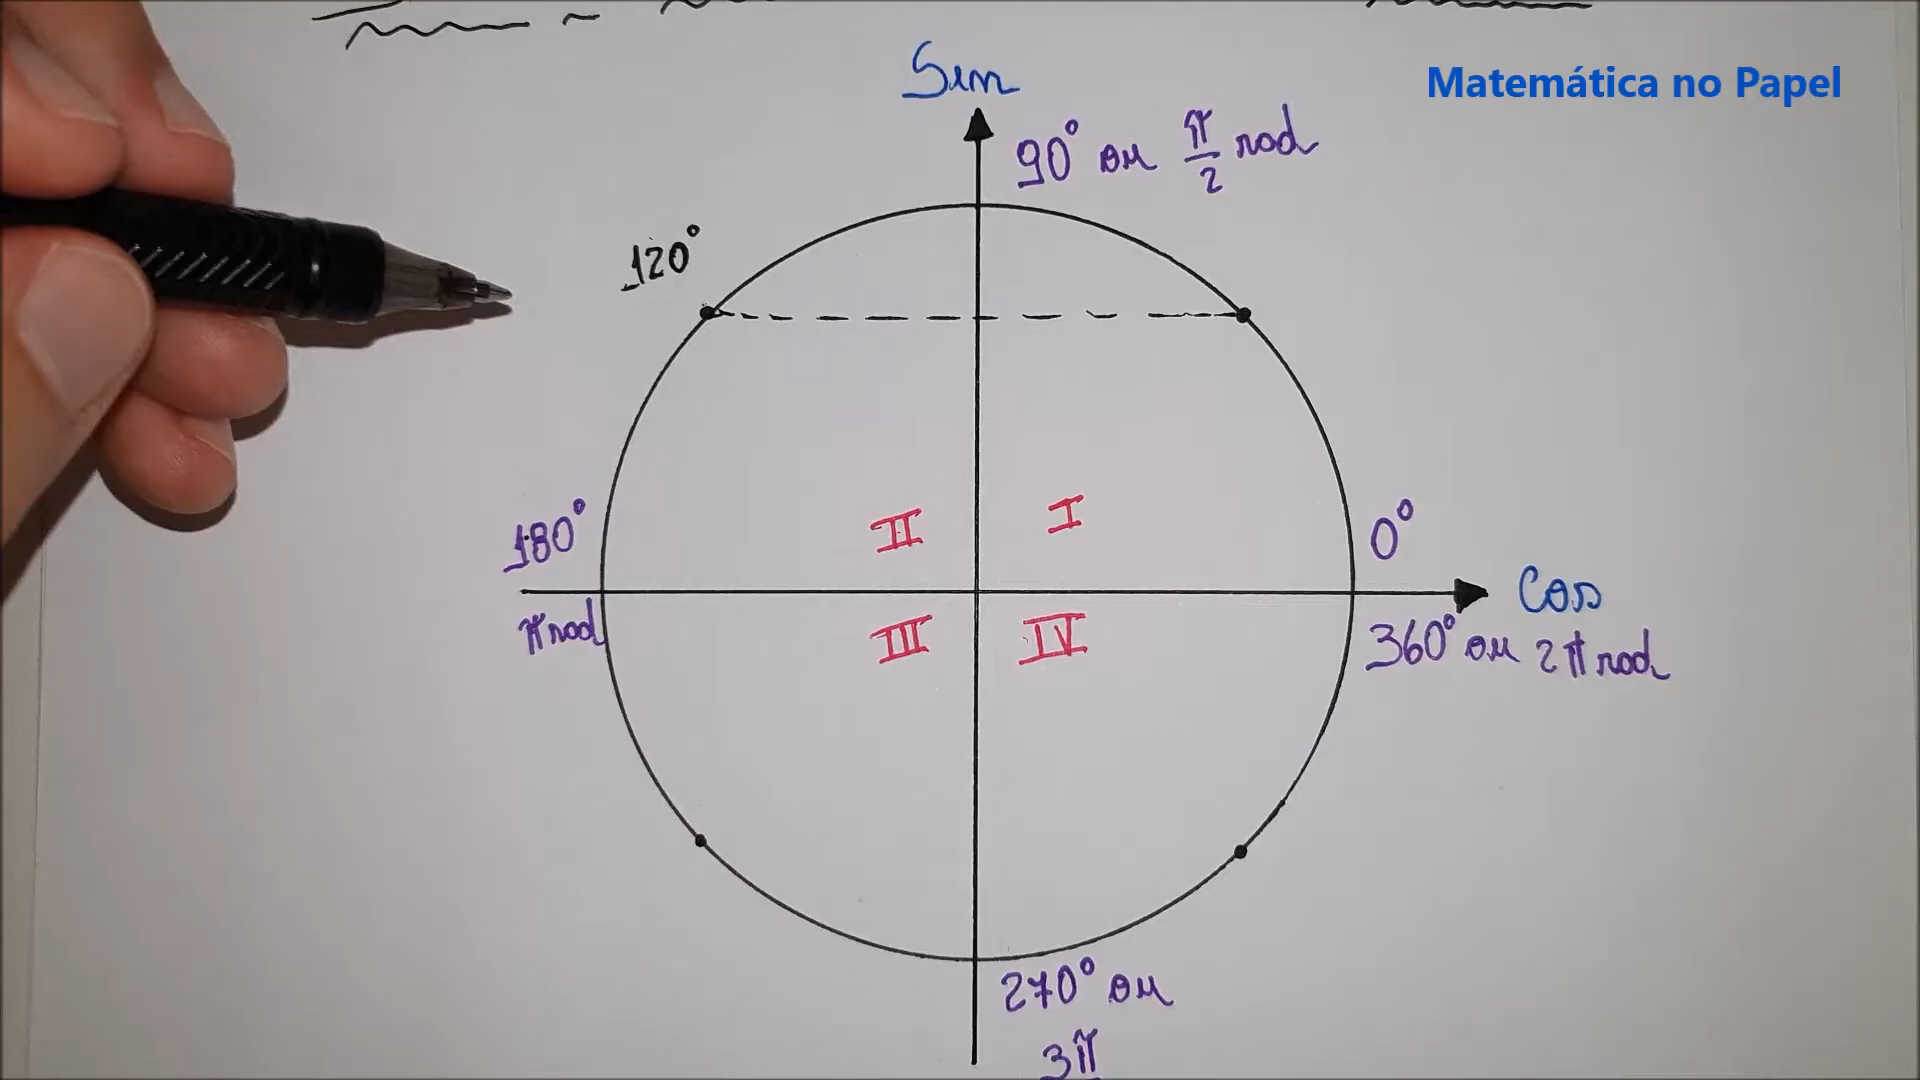 Sen
Matemática no Papel
90° ou π/2 rad
120°
II
I
180°
0°
π rad
Cos
III
IV
360° ou 2π rad
270° ou
3π